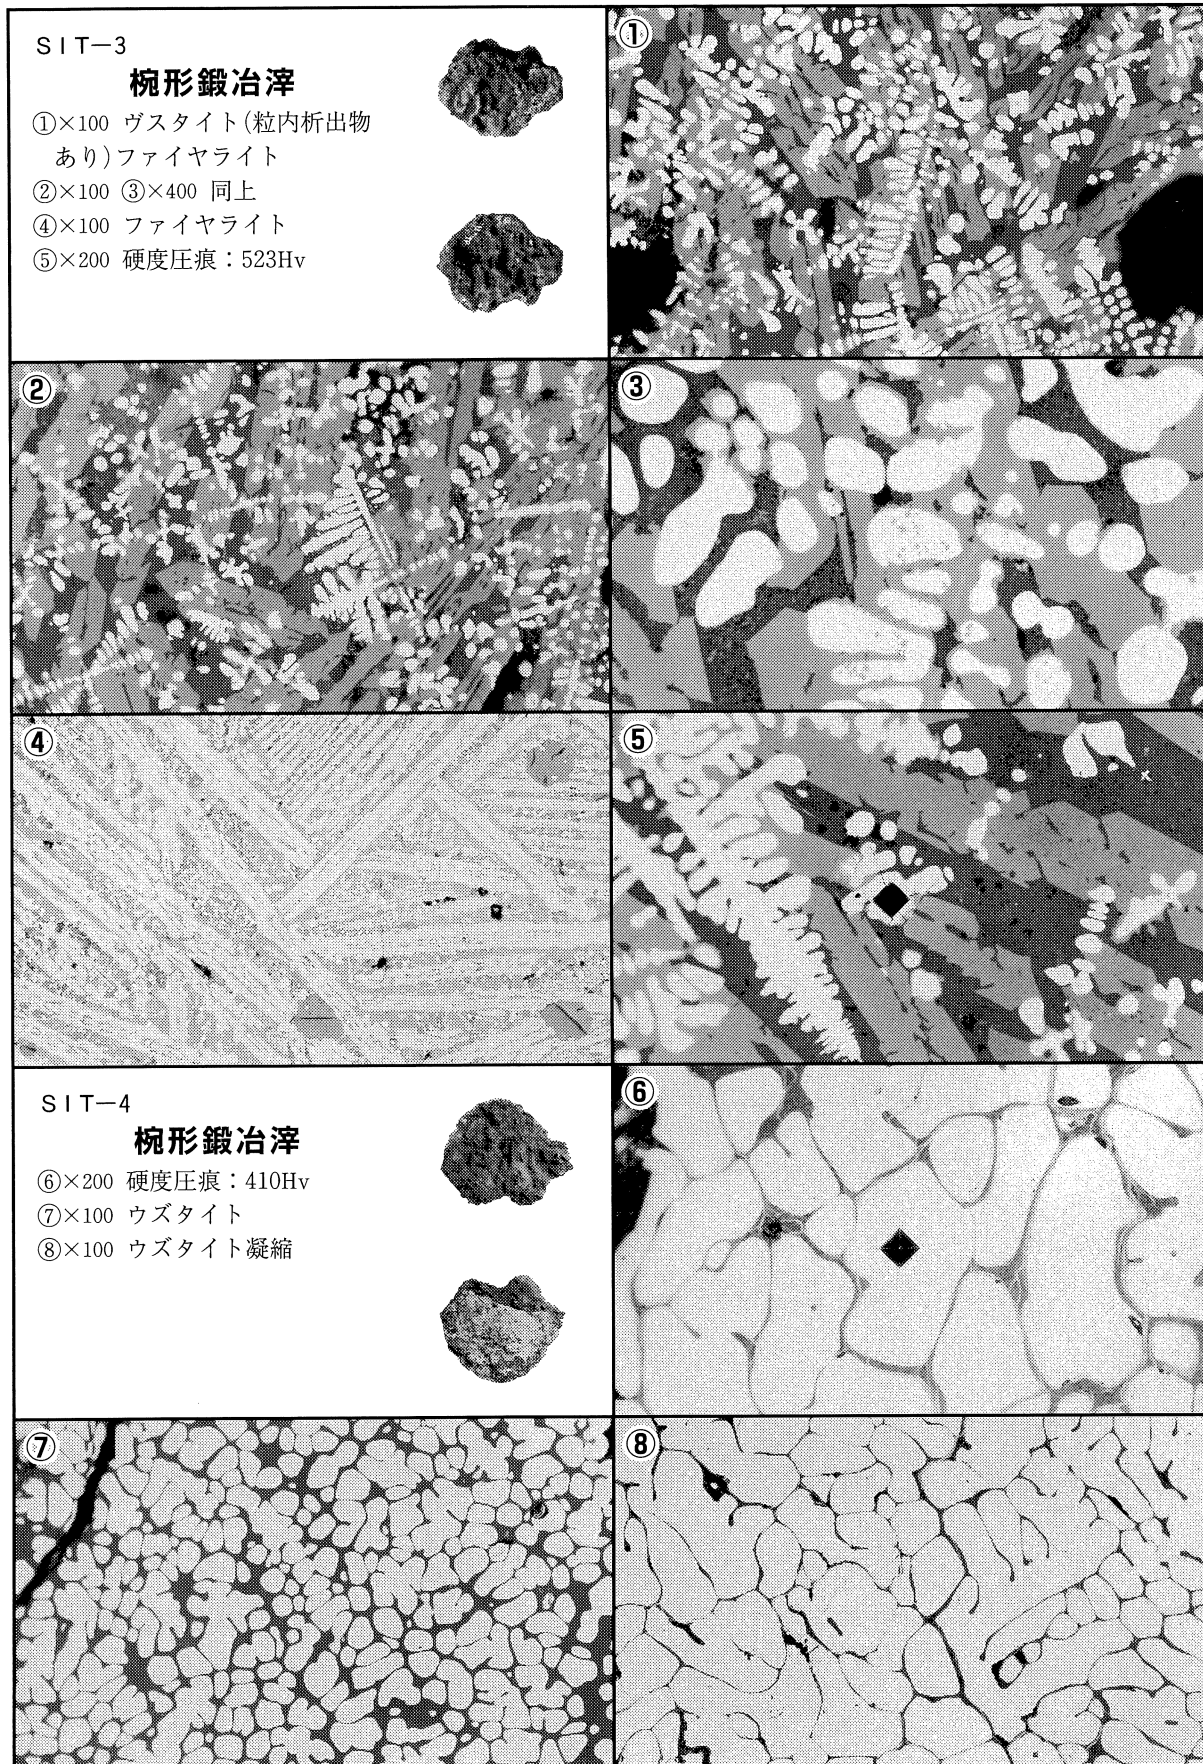 SIT-3
椀形鍛冶滓
①×100 ヴスタイト(粒内析出物
あり)ファイヤライト
②×100 ③×400 同上
④×100 ファイヤライト
⑤×200 硬度圧痕：523Hv
①
②
③
④
⑤
SIT-4
椀形鍛冶滓
⑥×200 硬度圧痕：410Hv
⑦×100 ウズタイト
⑧×100 ウズタイト凝縮
⑥
⑦
⑧